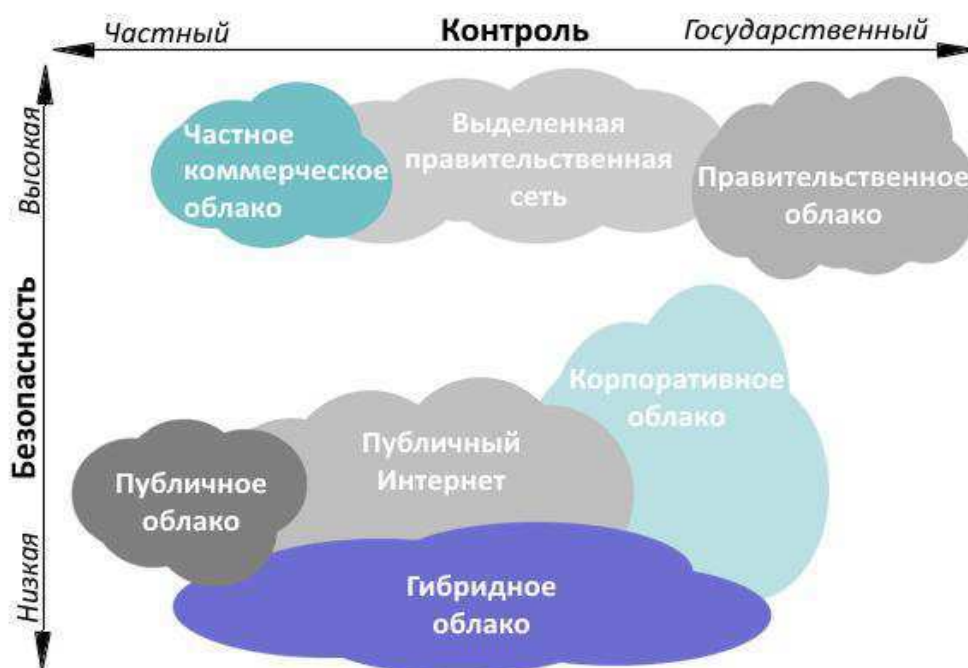 Частный
Контроль
Государственный
Высокая
Безопасность
Низкая
Частное
коммерческое
облако
Выделенная
правительственная
сеть
Правительственное
облако
Корпоративное
облако
Публичный
Интернет
Публичное
облако
Гибридное
облако